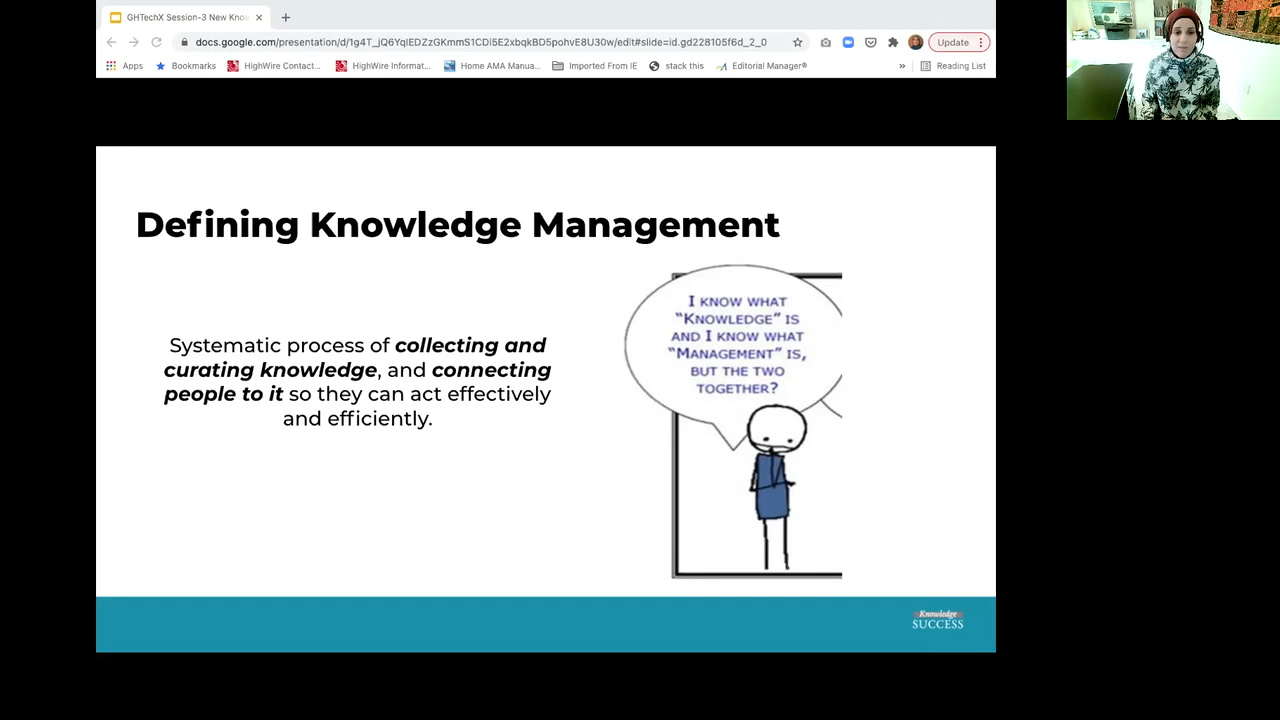 GHTechX Session-3 New Know
docs.google.com/presentation/d/1g4T_jQ6YqlEDZzGKmmS1CDi5E2xbqkBD5pohvE8U30w/edit#slide=id.gd228105f6d_2_0
Update
Apps
Bookmarks
HighWire Contact...
HighWire Informat...
Home AMA Manua...
Imported From IE
stack this
Editorial Manager®
»
Reading List
Defining Knowledge Management
Systematic process of collecting and
curating knowledge, and connecting
people to it so they can act effectively
and efficiently.
I KNOW WHAT
“KNOWLEDGE” IS
AND I KNOW WHAT
“MANAGEMENT” IS,
BUT THE TWO
TOGETHER?
Knowledge
SUCCESS